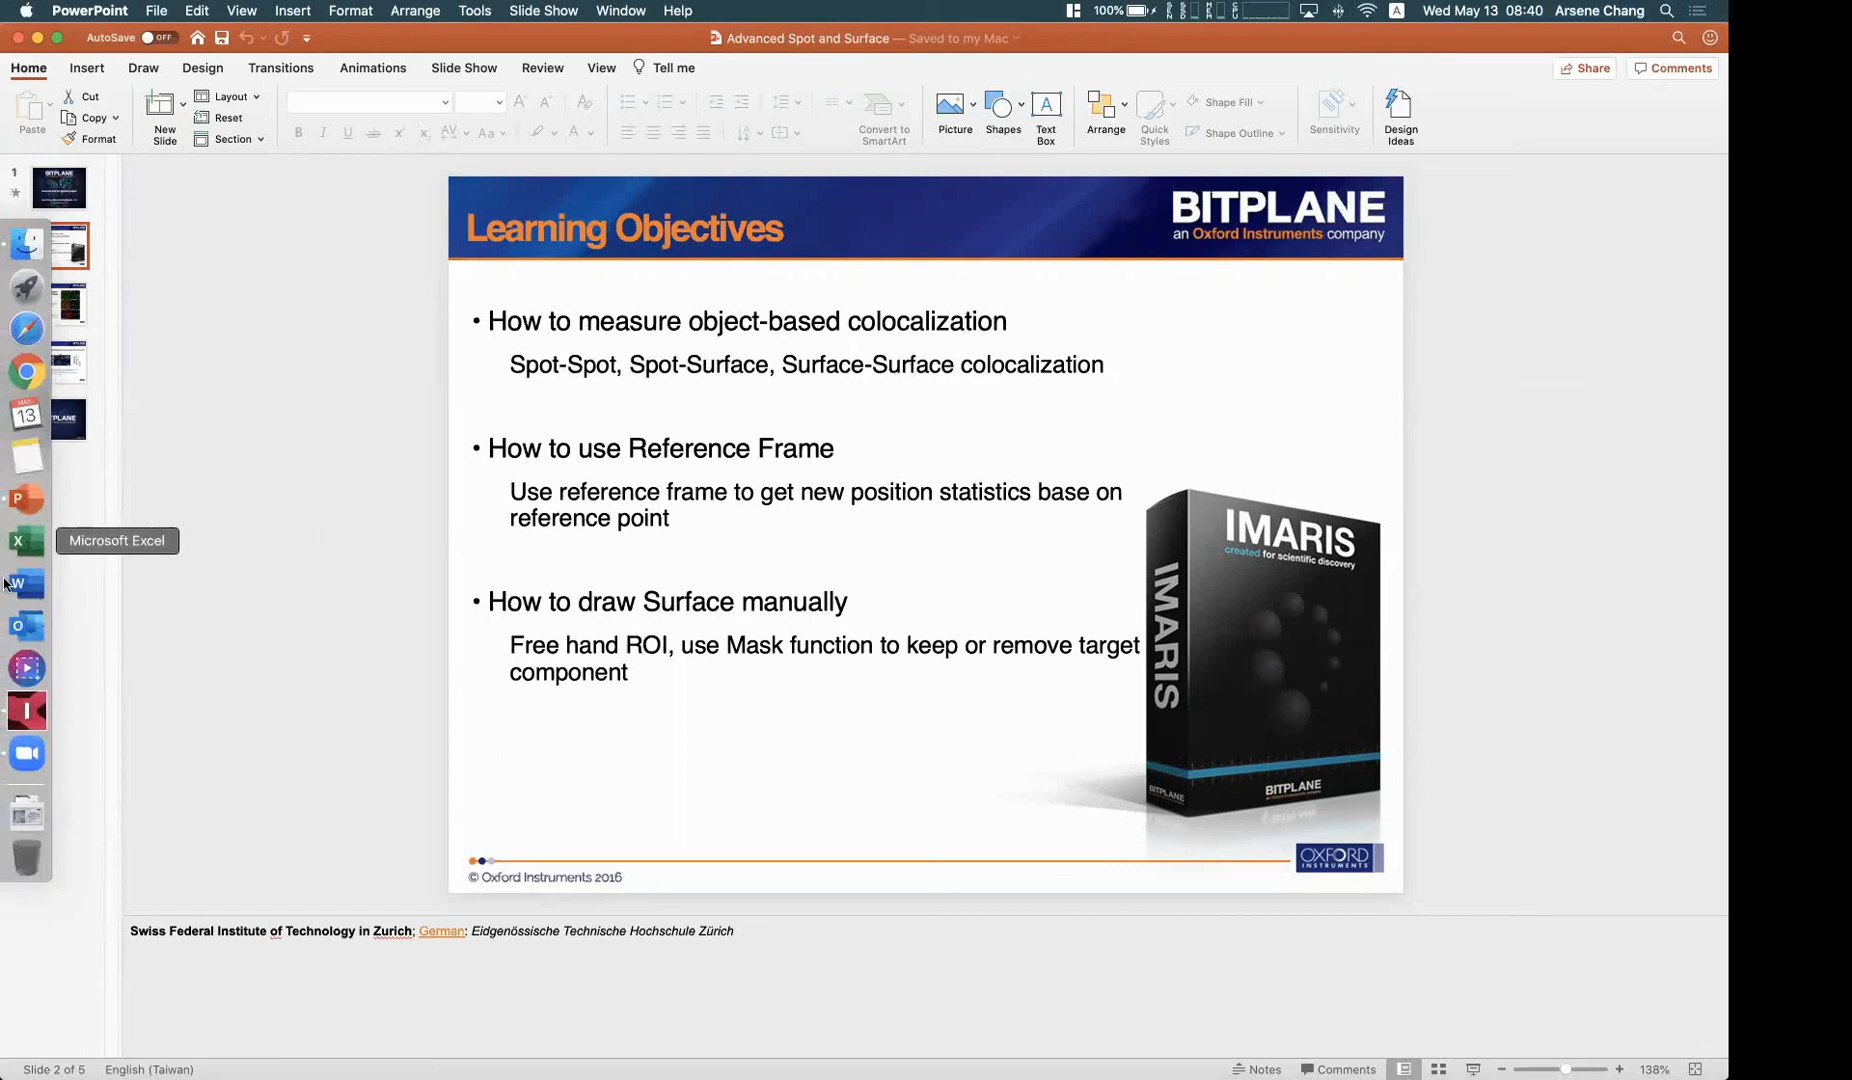 PowerPoint File Edit View Insert Format Arrange Tools Slide Show Window Help 100% A Wed May 13 08:40 Arsene Chang
AutoSave OFF Advanced Spot and Surface — Saved to my Mac
Home Insert Draw Design Transitions Animations Slide Show Review View Tell me Share Comments
Paste Cut Copy Format
New Slide Layout Reset Section
Convert to SmartArt
Picture Shapes Text Box Arrange Quick Styles Shape Fill Shape Outline Sensitivity Design Ideas
1
BITPLANE
Learning Objectives
BITPLANE
an Oxford Instruments company
• How to measure object-based colocalization
Spot-Spot, Spot-Surface, Surface-Surface colocalization
• How to use Reference Frame
Use reference frame to get new position statistics base on
reference point
• How to draw Surface manually
Free hand ROI, use Mask function to keep or remove target
component
IMARIS
created for scientific discovery
IMARIS
BITPLANE
BITPLANE
OXFORD
INSTRUMENTS
© Oxford Instruments 2016
MAY
13
Microsoft Excel
Swiss Federal Institute of Technology in Zurich; German: Eidgenössische Technische Hochschule Zürich
Slide 2 of 5 English (Taiwan) Notes Comments 138%